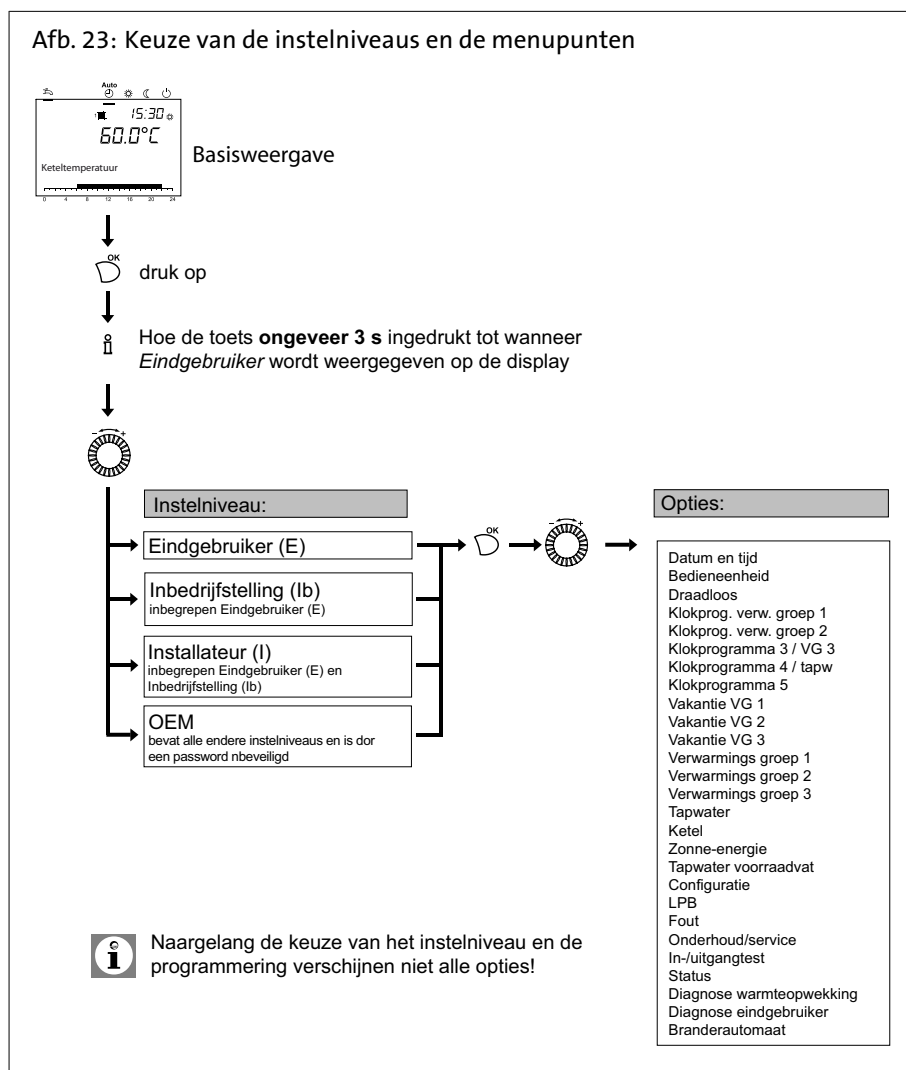 Afb. 23: Keuze van de instelniveaus en de menupunten
Auto
15:30
60.0°C
Keteltemperatuur
0 4 8 12 16 20 24
Basisweergave
OK
druk op
Hoe de toets ongeveer 3 s ingedrukt tot wanneer
Eindgebruiker wordt weergegeven op de display
- +
Instelniveau:
Eindgebruiker (E)
Inbedrijfstelling (Ib)
inbegrepen Eindgebruiker (E)
Installateur (I)
inbegrepen Eindgebruiker (E) en
Inbedrijfstelling (Ib)
OEM
bevat alle endere instelniveaus en is dor
een password nbeveiligd
OK
- +
Opties:
Datum en tijd
Bedieneenheid
Draadloos
Klokprog. verw. groep 1
Klokprog. verw. groep 2
Klokprogramma 3 / VG 3
Klokprogramma 4 / tapw
Klokprogramma 5
Vakantie VG 1
Vakantie VG 2
Vakantie VG 3
Verwarmings groep 1
Verwarmings groep 2
Verwarmings groep 3
Tapwater
Ketel
Zonne-energie
Tapwater voorraadvat
Configuratie
LPB
Fout
Onderhoud/service
In-/uitgangtest
Status
Diagnose warmteopwekking
Diagnose eindgebruiker
Branderautomaat
Naargelang de keuze van het instelniveau en de
programmering verschijnen niet alle opties!